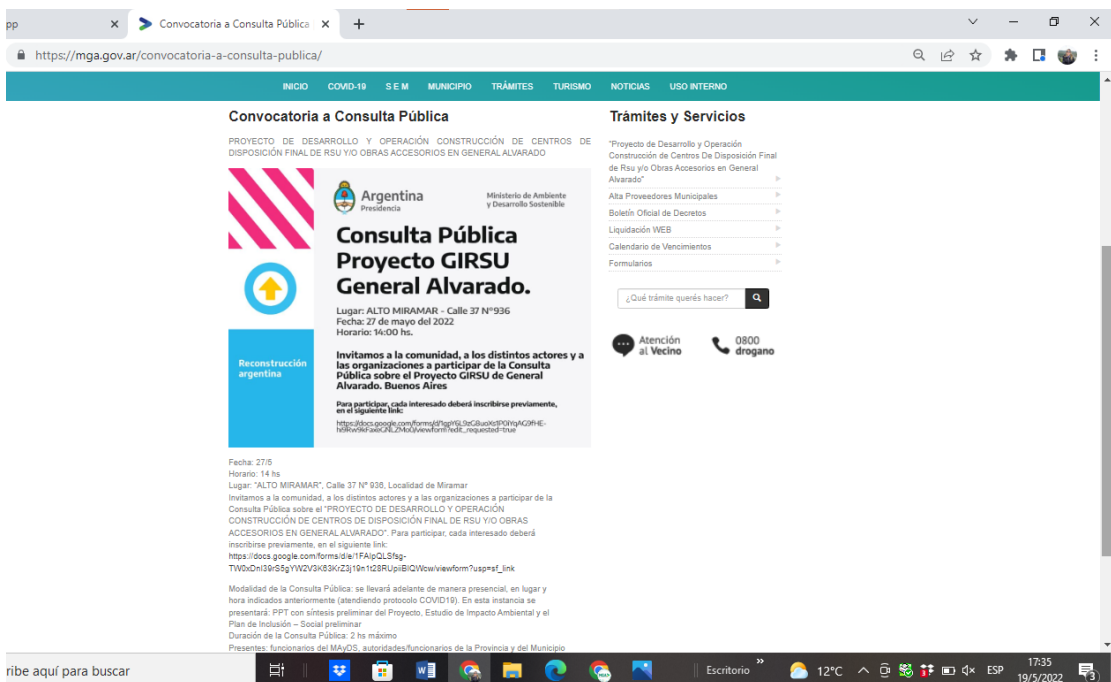 pp
Convocatoria a Consulta Pública
https://mga.gov.ar/convocatoria-a-consulta-publica/
INICIO COVID-19 S E M MUNICIPIO TRÁMITES TURISMO NOTICIAS USO INTERNO
Convocatoria a Consulta Pública
PROYECTO DE DESARROLLO Y OPERACIÓN CONSTRUCCIÓN DE CENTROS DE
DISPOSICIÓN FINAL DE RSU Y/O OBRAS ACCESORIOS EN GENERAL ALVARADO
Argentina
Presidencia
Ministerio de Ambiente
y Desarrollo Sostenible
Consulta Pública
Proyecto GIRSU
General Alvarado.
Lugar: ALTO MIRAMAR - Calle 37 N°936
Fecha: 27 de mayo del 2022
Horario: 14:00 hs.
Invitamos a la comunidad, a los distintos actores y a
las organizaciones a participar de la Consulta
Pública sobre el Proyecto GIRSU de General
Alvarado. Buenos Aires
Para participar, cada interesado deberá inscribirse previamente,
en el siguiente link:
Reconstrucción
argentina
Fecha: 27/5
Horario: 14 hs
Lugar: "ALTO MIRAMAR", Calle 37 Nº 936, Localidad de Miramar
Invitamos a la comunidad, a los distintos actores y a las organizaciones a participar de la
Consulta Pública sobre el "PROYECTO DE DESARROLLO Y OPERACIÓN
CONSTRUCCIÓN DE CENTROS DE DISPOSICIÓN FINAL DE RSU Y/O OBRAS
ACCESORIOS EN GENERAL ALVARADO". Para participar, cada interesado deberá
inscribirse previamente, en el siguiente link:
https://docs.google.com/forms/d/e/1FAIpQLSfsg-
Modalidad de la Consulta Pública: se llevará adelante de manera presencial, en lugar y
hora indicados anteriormente (atendiendo protocolo COVID19). En esta instancia se
presentará: PPT con síntesis preliminar del Proyecto, Estudio de Impacto Ambiental y el
Plan de Inclusión – Social preliminar
Duración de la Consulta Pública: 2 hs máximo
Presentes: funcionarios del MAyDS, autoridades/funcionarios de la Provincia y del Municipio
Trámites y Servicios
"Proyecto de Desarrollo y Operación
Construcción de Centros De Disposición Final
de Rsu y/o Obras Accesorios en General
Alvarado"
Alta Proveedores Municipales
Boletín Oficial de Decretos
Liquidación WEB
Calendario de Vencimientos
Formularios
¿Qué trámite querés hacer?
Atención
al Vecino
0800
drogano
ribe aquí para buscar
Escritorio
12°C
ESP
17:35
19/5/2022